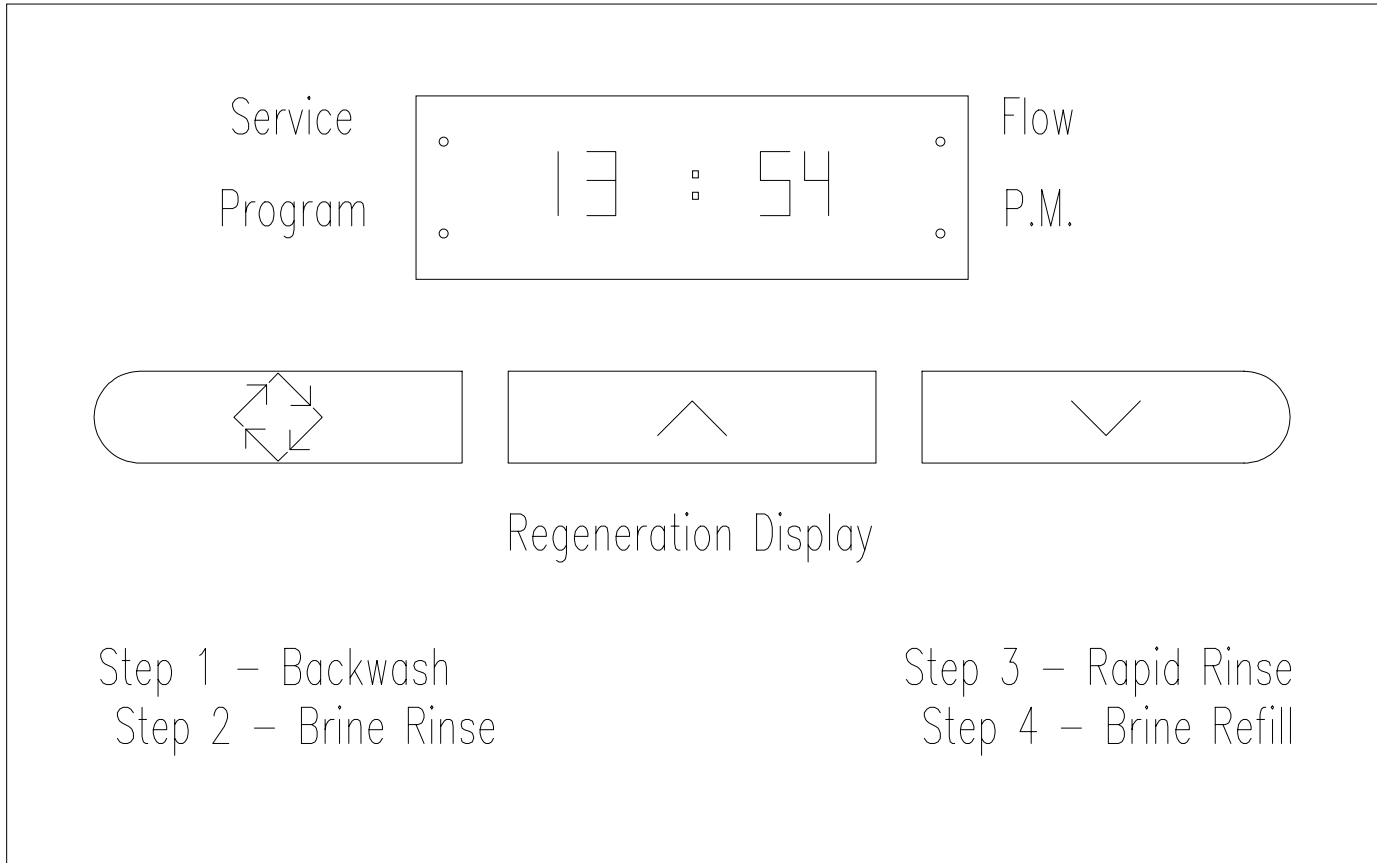 Service
Flow
13 : 54
Program
P.M.
Regeneration Display
Step 1 – Backwash
Step 3 – Rapid Rinse
Step 2 – Brine Rinse
Step 4 – Brine Refill